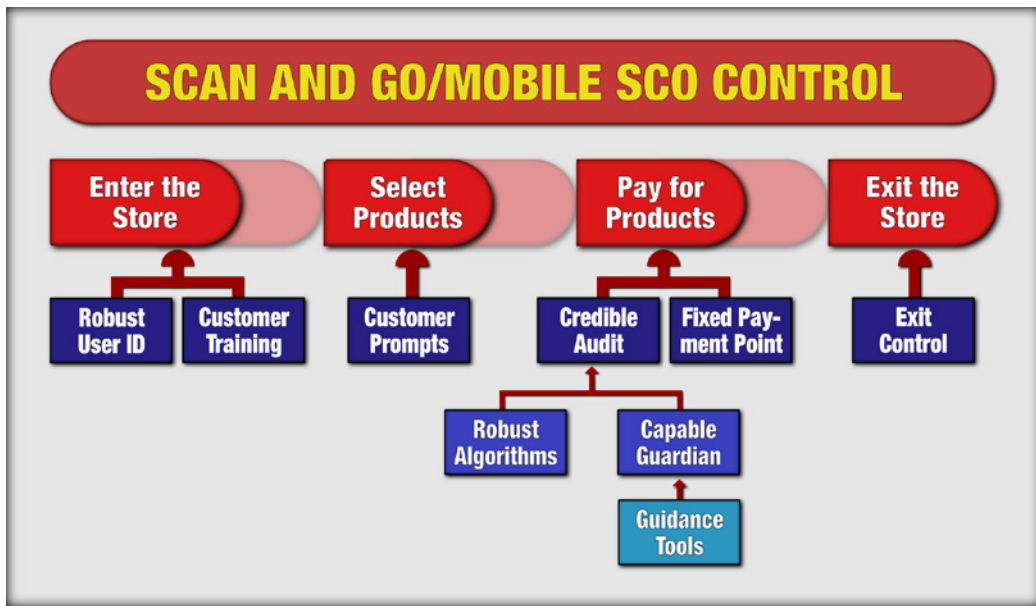 SCAN AND GO/MOBILE SCO CONTROL
Enter the
Store
Select
Products
Pay for
Products
Exit the
Store
Robust
User ID
Customer
Training
Customer
Prompts
Credible
Audit
Fixed Pay-
ment Point
Exit
Control
Robust
Algorithms
Capable
Guardian
Guidance
Tools